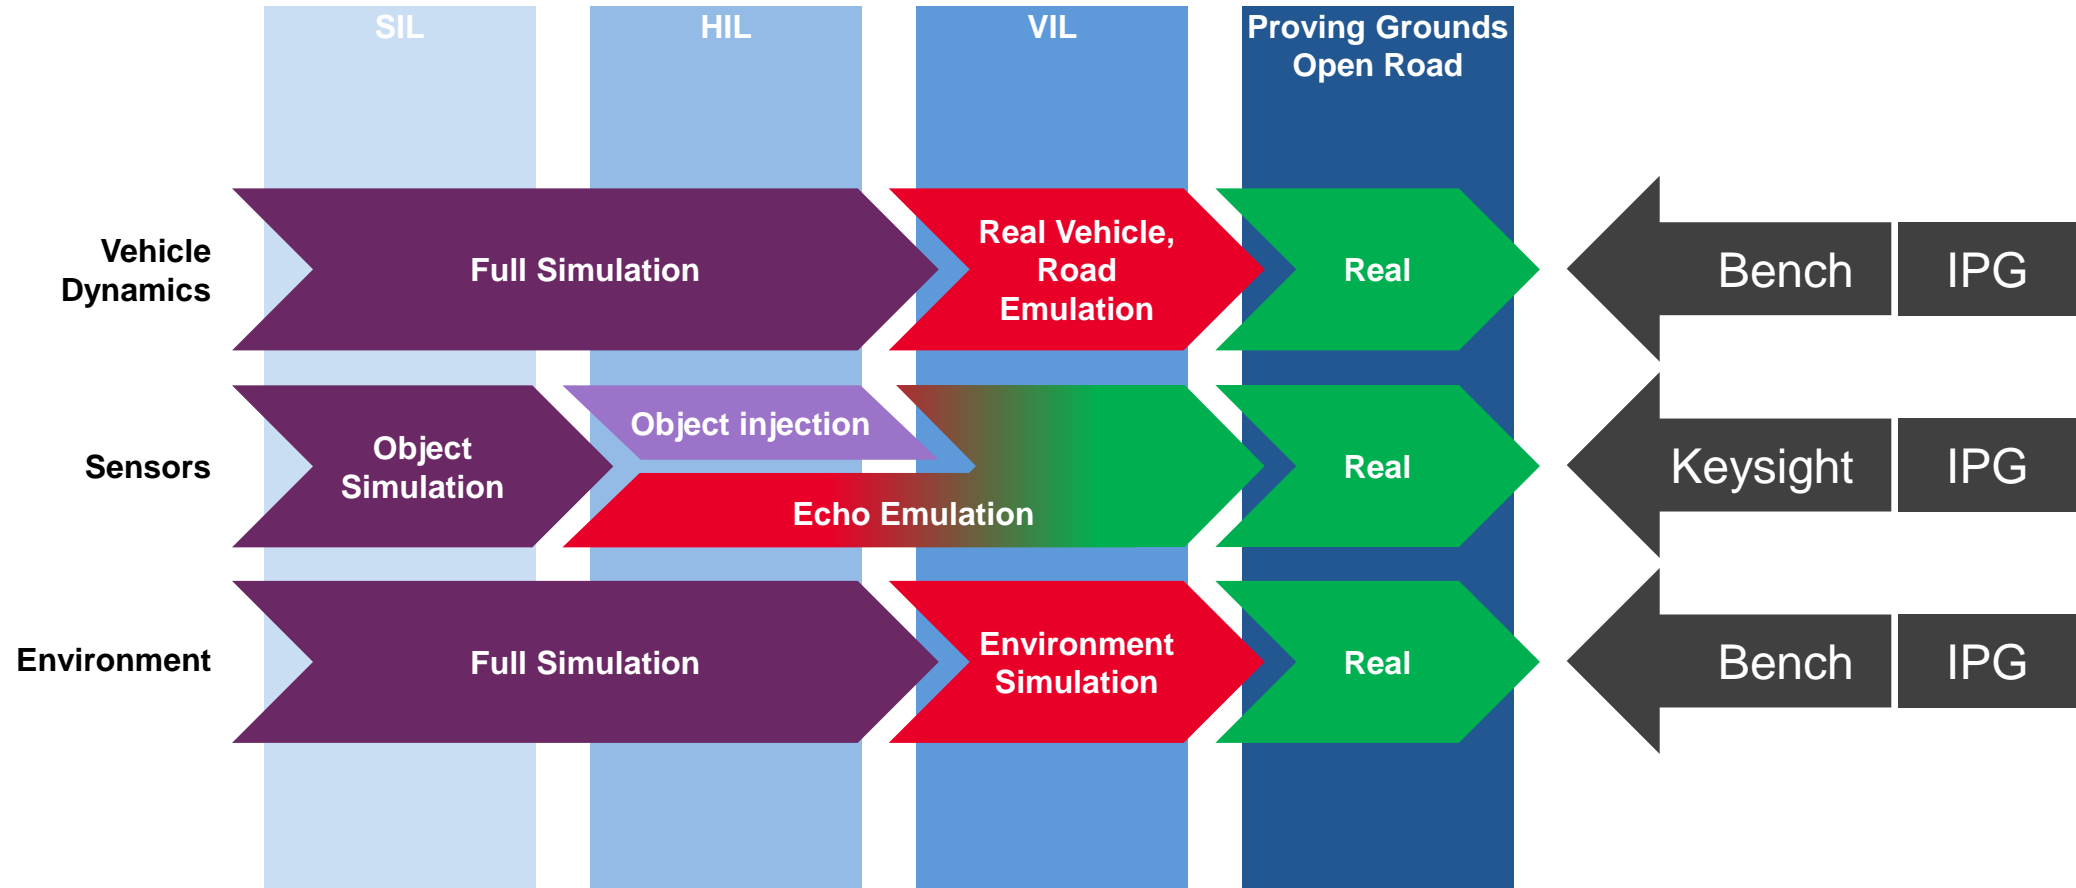 SIL
HIL
VIL
Proving Grounds
Open Road
Vehicle
Dynamics
Full Simulation
Real Vehicle,
Road
Emulation
Real
Bench
IPG
Sensors
Object
Simulation
Object injection
Echo Emulation
Real
Keysight
IPG
Environment
Full Simulation
Environment
Simulation
Real
Bench
IPG